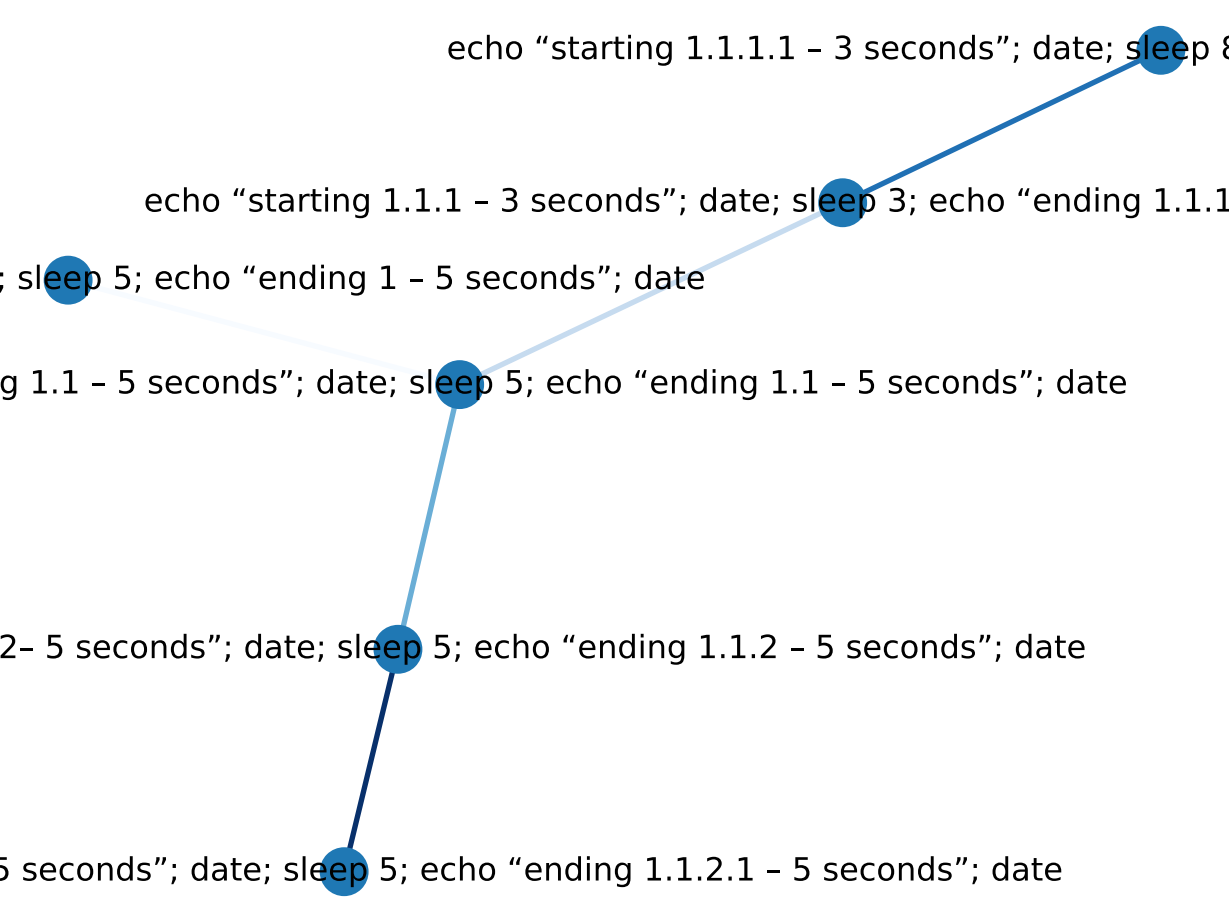 echo “starting 1.1.1.1 – 3 seconds”; date; sleep
echo “starting 1.1.1 – 3 seconds”; date; sleep 3; echo “ending 1.1.1
; sleep 5; echo “ending 1 – 5 seconds”; date
g 1.1 – 5 seconds”; date; sleep 5; echo “ending 1.1 – 5 seconds”; date
2– 5 seconds”; date; sleep 5; echo “ending 1.1.2 – 5 seconds”; date
5 seconds”; date; sleep 5; echo “ending 1.1.2.1 – 5 seconds”; date